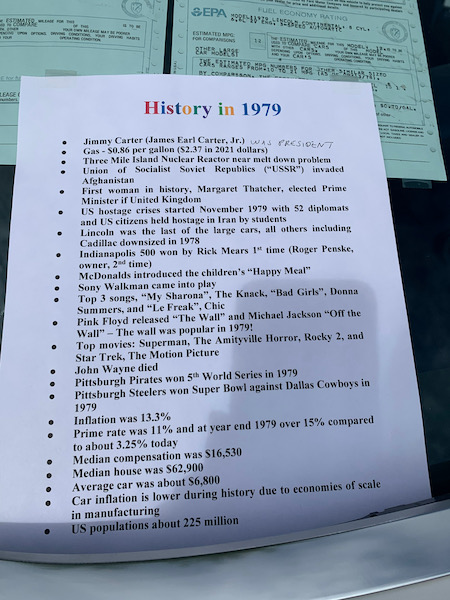 EPA FUEL ECONOMY RATING
ESTIMATED MPG
FOR COMPARISONS
OTHER LARGE
History in 1979
• Jimmy Carter (James Earl Carter, Jr.) WAS PRESIDENT
• Gas - $0.86 per gallon ($2.37 in 2021 dollars)
• Three Mile Island Nuclear Reactor near melt down problem
• Union of Socialist Soviet Republics ("USSR") invaded
Afghanistan
• First woman in history, Margaret Thatcher, elected Prime
Minister if United Kingdom
• US hostage crises started November 1979 with 52 diplomats
and US citizens held hostage in Iran by students
• Lincoln was the last of the large cars, all others including
Cadillac downsized in 1978
• Indianapolis 500 won by Rick Mears 1st time (Roger Penske,
owner, 2nd time)
• McDonalds introduced the children's "Happy Meal"
• Sony Walkman came into play
• Top 3 songs, "My Sharona", The Knack, "Bad Girls", Donna
Summers, and "Le Freak", Chic
• Pink Floyd released "The Wall" and Michael Jackson "Off the
Wall" – The wall was popular in 1979!
• Top movies: Superman, The Amityville Horror, Rocky 2, and
Star Trek, The Motion Picture
• John Wayne died
• Pittsburgh Pirates won 5th World Series in 1979
• Pittsburgh Steelers won Super Bowl against Dallas Cowboys in
1979
• Inflation was 13.3%
• Prime rate was 11% and at year end 1979 over 15% compared
to about 3.25% today
• Median compensation was $16,530
• Median house was $62,900
• Average car was about $6,800
• Car inflation is lower during history due to economies of scale
in manufacturing
• US populations about 225 million